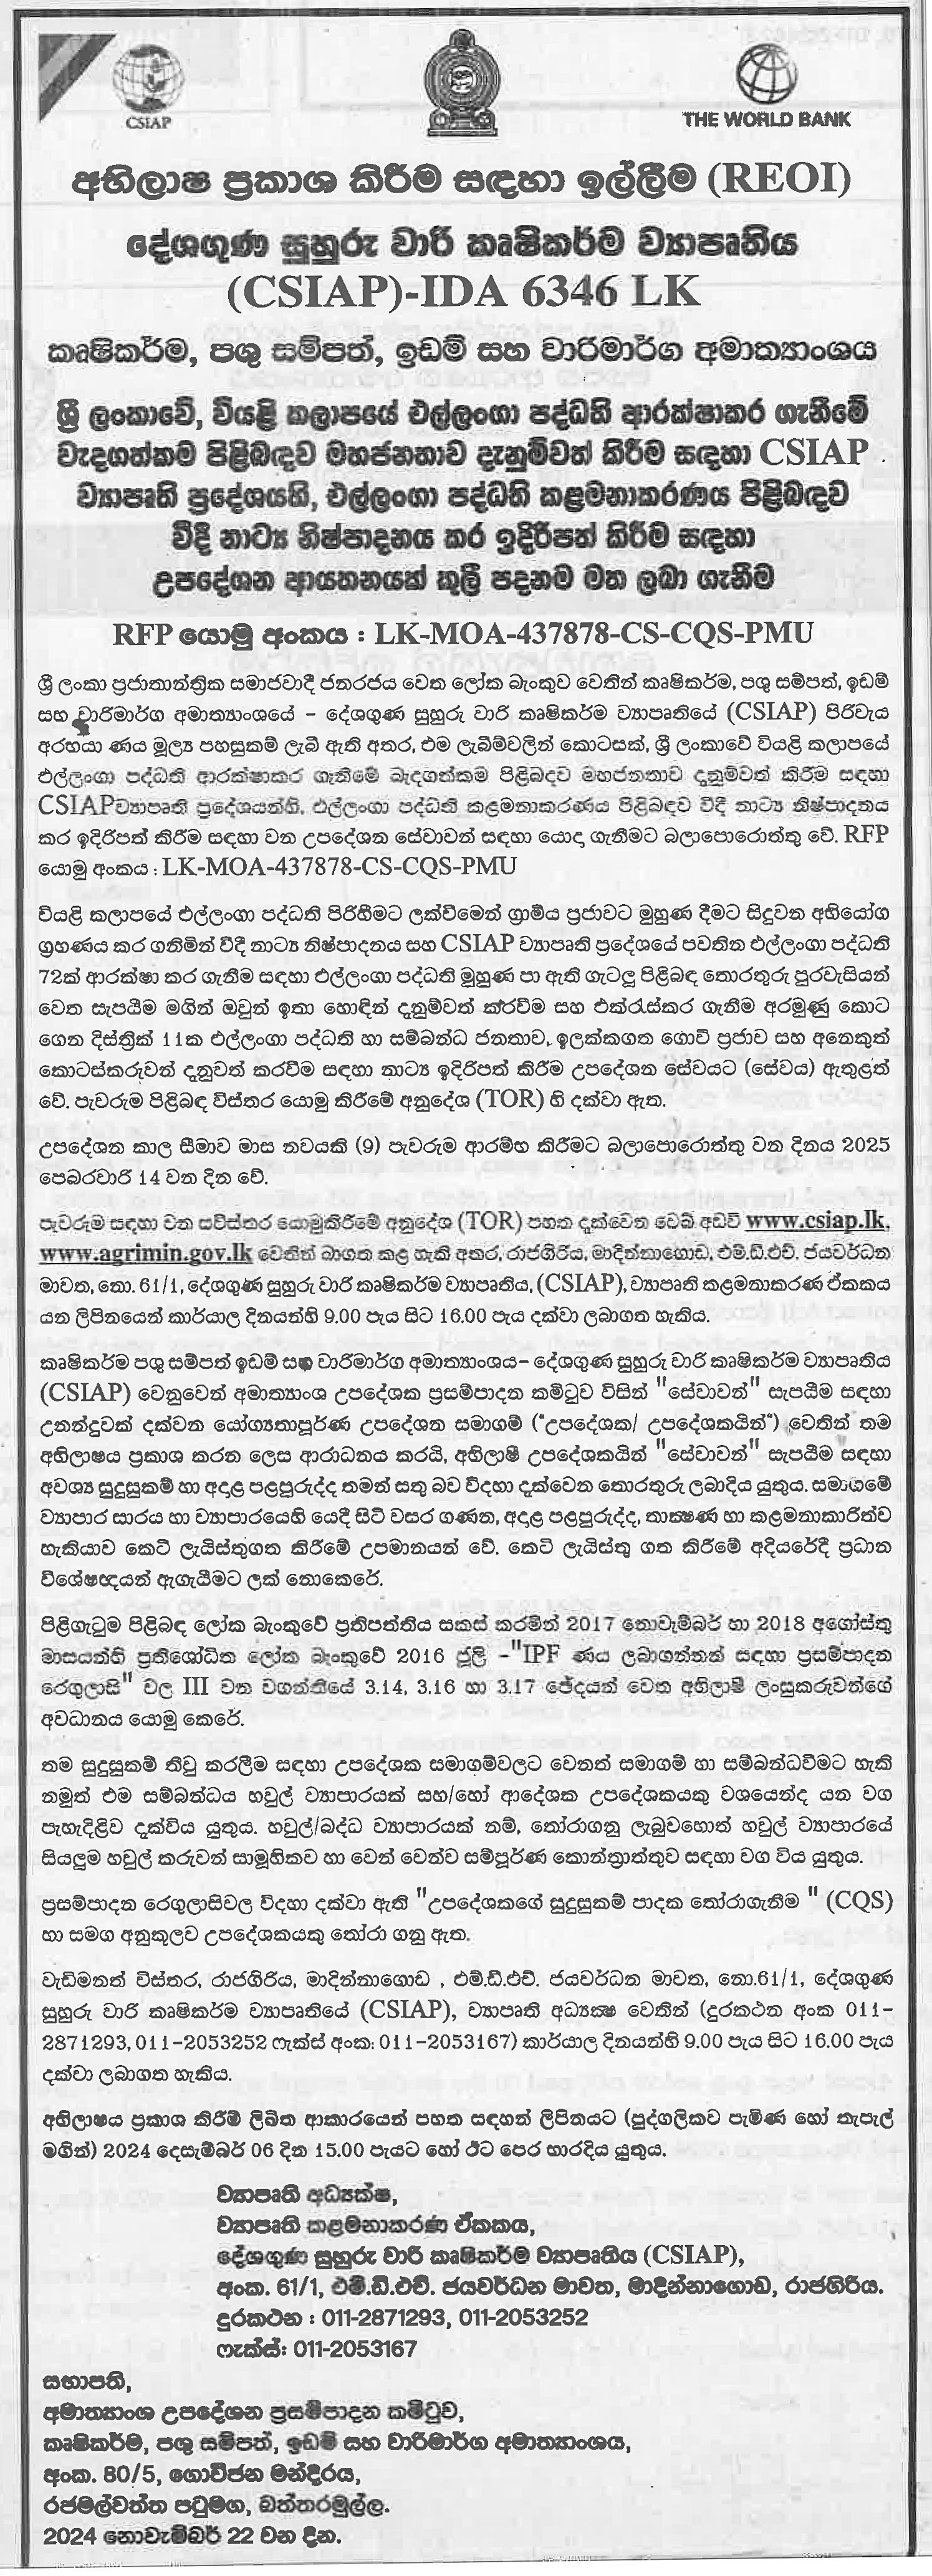 CSIAP
THE WORLD BANK
අභිලාෂ ප්‍රකාශ කිරීම සඳහා ඉල්ලීම (REOI)
දේශගුණ සුහුරු වාරි කෘෂිකර්ම ව්‍යාපෘතිය
(CSIAP)-IDA 6346 LK
කෘෂිකර්ම, පශු සම්පත්, ඉඩම් සහ වාරිමාර්ග අමාත්‍යාංශය
ශ්‍රී ලංකාවේ, වියළි කලාපයේ එල්ලංගා පද්ධති ආරක්ෂාකර ගැනීමේ
වැදගත්කම පිළිබඳව මහජනතාව දැනුම්වත් කිරීම සඳහා CSIAP
ව්‍යාපෘති ප්‍රදේශයති, එල්ලංගා පද්ධති කළමනාකරණය පිළිබඳව
වීදි නාට්‍ය නිෂ්පාදනය කර ඉදිරිපත් කිරීම සඳහා
උපදේශන ආයතනයක් කුලී පදනම මත ලබා ගැනීම
RFP යොමු අංකය : LK-MOA-437878-CS-CQS-PMU
ශ්‍රී ලංකා ප්‍රජාතාන්ත්‍රික සමාජවාදී ජනරජය වෙත ලෝක බැංකුව වෙතින් කෘෂිකර්ම, පශු සම්පත්, ඉඩම්
සහ වාරිමාර්ග අමාත්‍යාංශයේ – දේශගුණ සුහුරු වාරි කෘෂිකර්ම ව්‍යාපෘතියේ (CSIAP) පිරිවැය
අරභයා ණය මූල්‍ය පහසුකම් ලැබී ඇති අතර, එම ලැබීම්වලින් කොටසක්, ශ්‍රී ලංකාවේ වියළි කලාපයේ
එල්ලංගා පද්ධති ආරක්ෂාකර ගැනීමේ බැදගත්කම පිළිබදව මහජනතාව දැනුම්වත් කිරීම සඳහා
CSIAPව්‍යාපෘති ප්‍රදේශයන්හි, එල්ලංගා පද්ධති කළමනාකරණය පිළිබඳව වීදි නාට්‍ය නිෂ්පාදනය
කර ඉදිරිපත් කිරීම සඳහා වන උපදේශන සේවාවන් සඳහා යොදා ගැනීමට බලාපොරොත්තු වේ. RFP
යොමු අංකය : LK-MOA-437878-CS-CQS-PMU
වියළි කලාපයේ එල්ලංගා පද්ධති පිරිහීමට ලක්වීමෙන් ග්‍රාමීය ප්‍රජාවට මුහුණ දීමට සිදුවන අභියෝග
ග්‍රහණය කර ගනිමින් වීදි නාට්‍ය නිෂ්පාදනය සහ CSIAP ව්‍යාපෘති ප්‍රදේශයේ පවතින එල්ලංගා පද්ධති
72ක් ආරක්ෂා කර ගැනීම සඳහා එල්ලංගා පද්ධති මුහුණ පා ඇති ගැටලු පිළිබඳ තොරතුරු පුරවැසියන්
වෙත සැපයීම මගින් ඔවුන් ඉතා හොඳින් දැනුම්වත් කරවීම සහ එක්රැස්කර ගැනීම අරමුණු කොට
ගෙන දිස්ත්‍රික් 11ක එල්ලංගා පද්ධති හා සම්බන්ධ ජනතාව, ඉලක්කගත ගොවි ප්‍රජාව සහ අනෙකුත්
කොටස්කරුවන් දැනුවත් කරවීම සඳහා නාට්‍ය ඉදිරිපත් කිරීම උපදේශන සේවයට (සේවය) ඇතුළත්
වේ. පැවරුම පිළිබඳ විස්තර යොමු කිරීමේ අනුදේශ (TOR) හි දක්වා ඇත.
උපදේශන කාල සීමාව මාස නවයකි (9) පැවරුම ආරම්භ කිරීමට බලාපොරොත්තු වන දිනය 2025
පෙබරවාරි 14 වන දින වේ.
පැවරුම සඳහා වන සවිස්තර යොමුකිරීමේ අනුදේශ (TOR) පහත දැක්වෙන වෙබ් අඩවි www.csiap.lk,
www.agrimin.gov.lk වෙතින් බාගත කළ හැකි අතර, රාජගිරිය, මාදින්නාගොඩ, එම්.ඩී.එච්. ජයවර්ධන
මාවත, නො. 61/1, දේශගුණ සුහුරු වාරි කෘෂිකර්ම ව්‍යාපෘතිය, (CSIAP), ව්‍යාපෘති කළමනාකරණ ඒකකය
යන ලිපිනයෙන් කාර්යාල දිනයන්හි 9.00 පැය සිට 16.00 පැය දක්වා ලබාගත හැකිය.
කෘෂිකර්ම පශු සම්පත් ඉඩම් සහ වාරිමාර්ග අමාත්‍යාංශය– දේශගුණ සුහුරු වාරි කෘෂිකර්ම ව්‍යාපෘතිය
(CSIAP) වෙනුවෙන් අමාත්‍යාංශ උපදේශක ප්‍රසම්පාදන කමිටුව විසින් "සේවාවන්" සැපයීම සඳහා
උනන්දුවක් දක්වන යෝග්‍යතාපූර්ණ උපදේශන සමාගම් ("උපදේශක/ උපදේශකයින්") වෙතින් තම
අභිලාෂය ප්‍රකාශ කරන ලෙස ආරාධනය කරයි, අභිලාෂී උපදේශකයින් "සේවාවන්" සැපයීම සඳහා
අවශ්‍ය සුදුසුකම් හා අදාළ පළපුරුද්ද තමන් සතු බව විදහා දැක්වෙන තොරතුරු ලබාදිය යුතුය. සමාගමේ
ව්‍යාපාර සාරය හා ව්‍යාපාරයෙහි යෙදී සිටි වසර ගණන, අදාළ පළපුරුද්ද, තාක්ෂණ හා කළමනාකාරිත්ව
හැකියාව කෙටි ලැයිස්තුගත කිරීමේ උපමානයන් වේ. කෙටි ලැයිස්තු ගත කිරීමේ අදියරේදී ප්‍රධාන
විශේෂඥයන් ඇගැයීමට ලක් නොකෙරේ.
පිළිගැටුම පිළිබඳ ලෝක බැංකුවේ ප්‍රතිපත්තිය සකස් කරමින් 2017 නොවැම්බර් හා 2018 අගෝස්තු
මාසයන්හි ප්‍රතිශෝධිත ලෝක බැංකුවේ 2016 ජූලි -"IPF ණය ලබාගන්නන් සඳහා ප්‍රසම්පාදන
රෙගුලාසි" වල III වන වගන්තියේ 3.14, 3.16 හා 3.17 ඡේදයන් වෙත අභිලාෂී ලංසුකරුවන්ගේ
අවධානය යොමු කෙරේ.
තම සුදුසුකම් තීවු කරලීම සඳහා උපදේශක සමාගම්වලට වෙනත් සමාගම් හා සම්බන්ධවීමට හැකි
නමුත් එම සම්බන්ධය හවුල් ව්‍යාපාරයක් සහ/හෝ ආදේශක උපදේශකයකු වශයෙන්ද යන වග
පැහැදිළිව දැක්විය යුතුය. හවුල්/බද්ධ ව්‍යාපාරයක් නම්, තෝරාගනු ලැබුවහොත් හවුල් ව්‍යාපාරයේ
සියලුම හවුල් කරුවන් සාමූහිකව හා වෙන් වෙන්ව සම්පූර්ණ කොන්ත්‍රාත්තුව සඳහා වග විය යුතුය.
ප්‍රසම්පාදන රෙගුලාසිවල විදහා දක්වා ඇති "උපදේශකගේ සුදුසුකම් පාදක තෝරාගැනීම " (CQS)
හා සමග අනුකූලව උපදේශකයකු තෝරා ගනු ඇත.
වැඩිමනත් විස්තර, රාජගිරිය, මාදින්නාගොඩ , එම්.ඩී.එච්. ජයවර්ධන මාවත, නො.61/1, දේශගුණ
සුහුරු වාරි කෘෂිකර්ම ව්‍යාපෘතියේ (CSIAP), ව්‍යාපෘති අධ්‍යක්ෂ වෙතින් (දුරකථන අංක 011-
2871293, 011-2053252 ෆැක්ස් අංක: 011-2053167) කාර්යාල දිනයන්හි 9.00 පැය සිට 16.00 පැය
දක්වා ලබාගත හැකිය.
අභිලාෂය ප්‍රකාශ කිරීම් ලිඛිත ආකාරයෙන් පහත සඳහන් ලිපිනයට (පුද්ගලිකව පැමිණ හෝ තැපැල්
මගින්) 2024 දෙසැම්බර් 06 දින 15.00 පැයට හෝ ඊට පෙර භාරදිය යුතුය.
ව්‍යාපෘති අධ්‍යක්ෂ,
ව්‍යාපෘති කළමනාකරණ ඒකකය,
දේශගුණ සුහුරු වාරි කෘෂිකර්ම ව්‍යාපෘතිය (CSIAP),
අංක. 61/1, එම්.ඩී.එච්. ජයවර්ධන මාවත, මාදින්නාගොඩ, රාජගිරිය.
දුරකථන : 011-2871293, 011-2053252
ෆැක්ස්: 011-2053167
සභාපති,
අමාත්‍යාංශ උපදේශන ප්‍රසම්පාදන කමිටුව,
කෘෂිකර්ම, පශු සම්පත්, ඉඩම් සහ වාරිමාර්ග අමාත්‍යාංශය,
අංක. 80/5, ගොවිජන මන්දිරය,
රජමල්වත්ත පටුමග, බත්තරමුල්ල.
2024 නොවැම්බර් 22 වන දින.